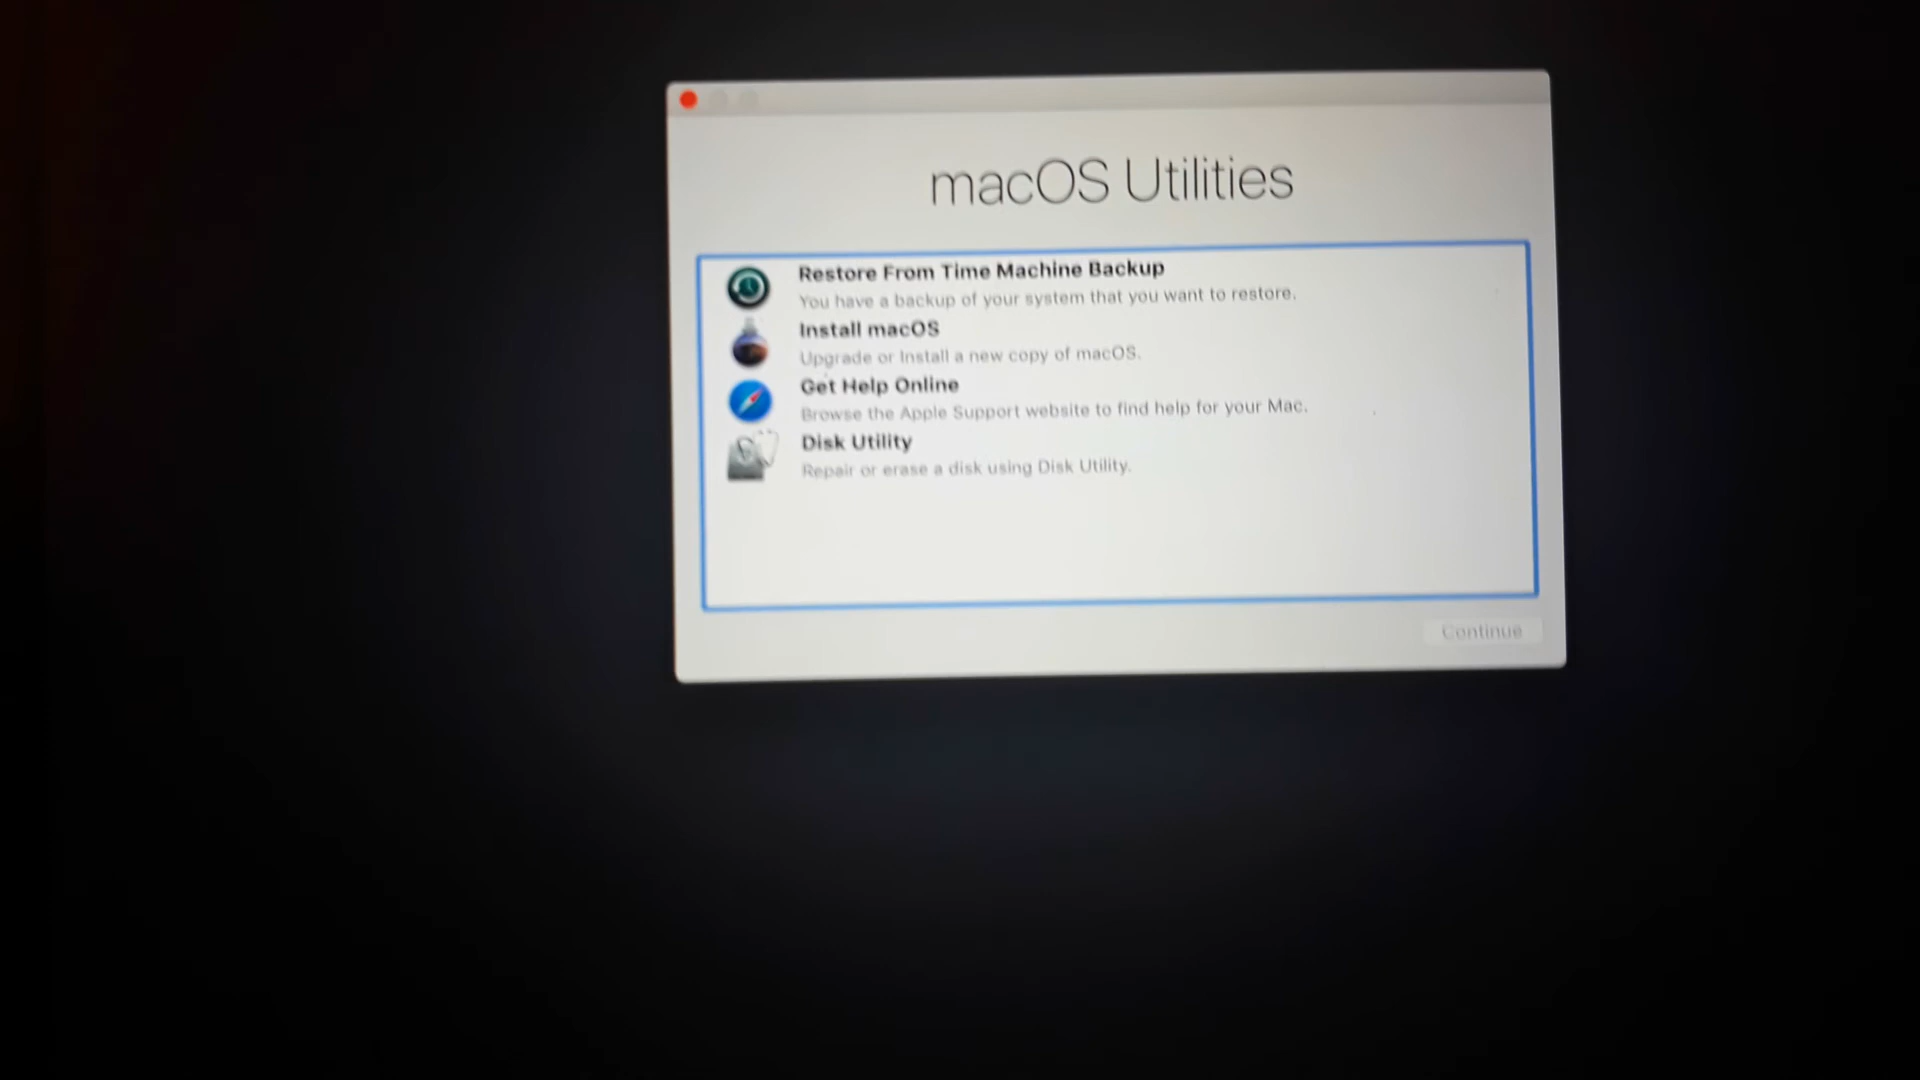 macOS Utilities
Restore From Time Machine Backup
You have a backup of your system that you want to restore.
Install macOS
Upgrade or Install a new copy of macOS.
Get Help Online
Browse the Apple Support website to find help for your Mac.
Disk Utility
Repair or erase a disk using Disk Utility.
Continue